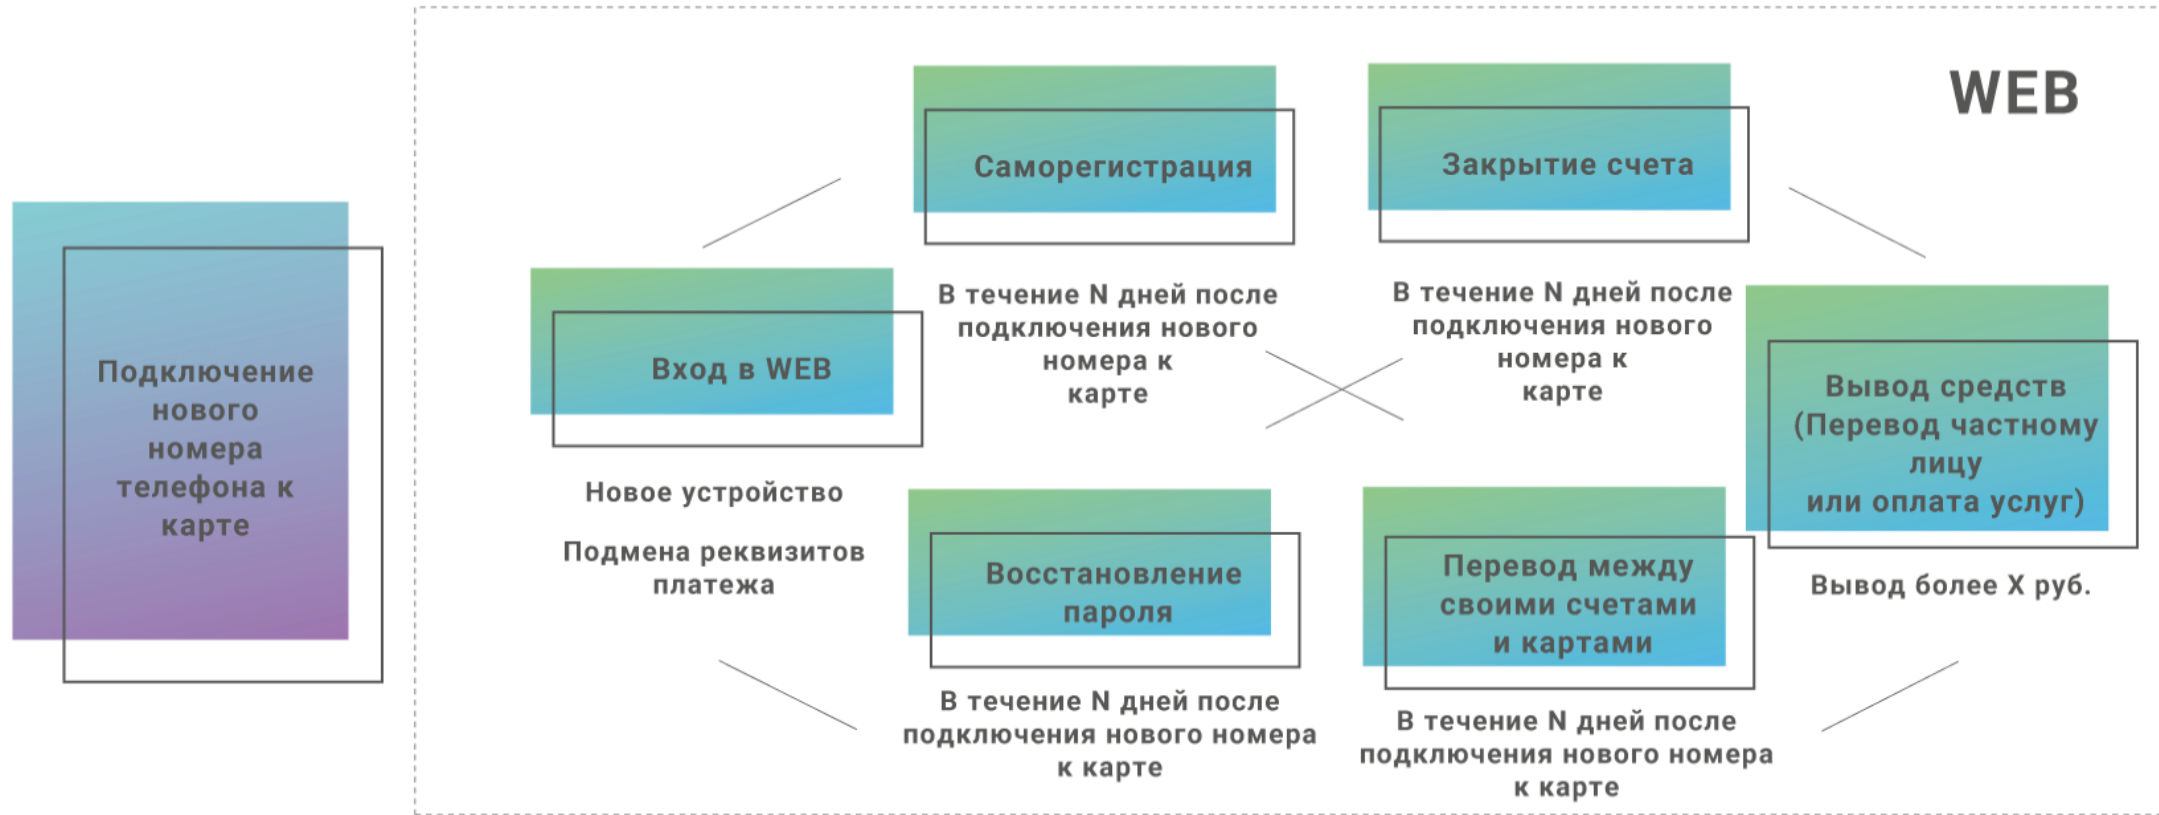 WEB
Подключение
нового
номера
телефона к
карте
Вход в WEB
Новое устройство
Подмена реквизитов
платежа
Саморегистрация
В течение N дней после
подключения нового
номера к
карте
Восстановление
пароля
В течение N дней после
подключения нового номера
к карте
Закрытие счета
В течение N дней после
подключения нового
номера к
карте
Перевод между
своими счетами
и картами
В течение N дней после
подключения нового номера
к карте
Вывод средств
(Перевод частному
лицу
или оплата услуг)
Вывод более X руб.